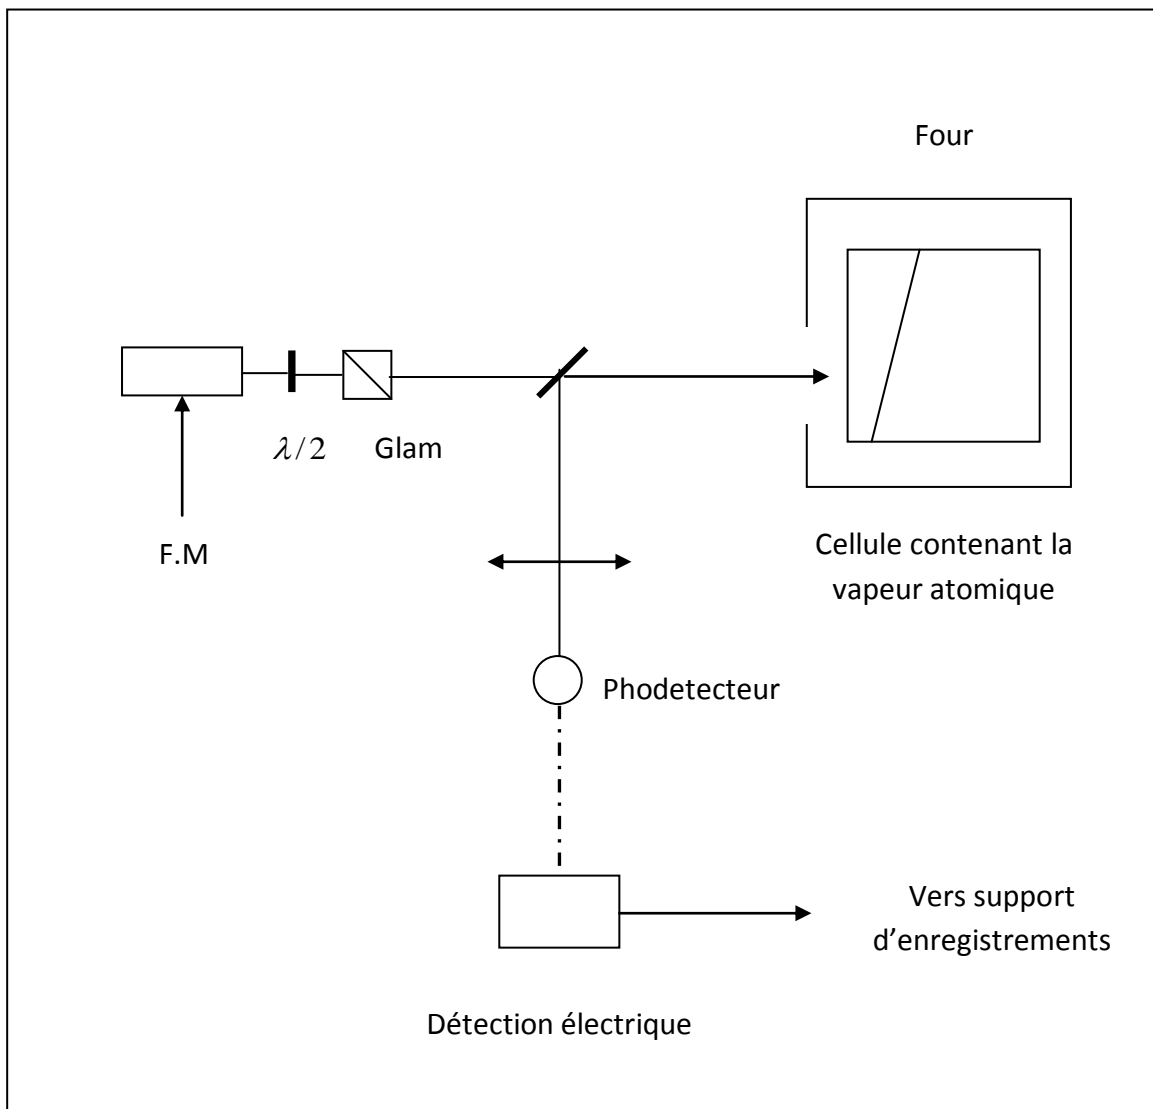 Four
λ/2
Glam
F.M
Cellule contenant la
vapeur atomique
Phodetecteur
Vers support
d'enregistrements
Détection électrique